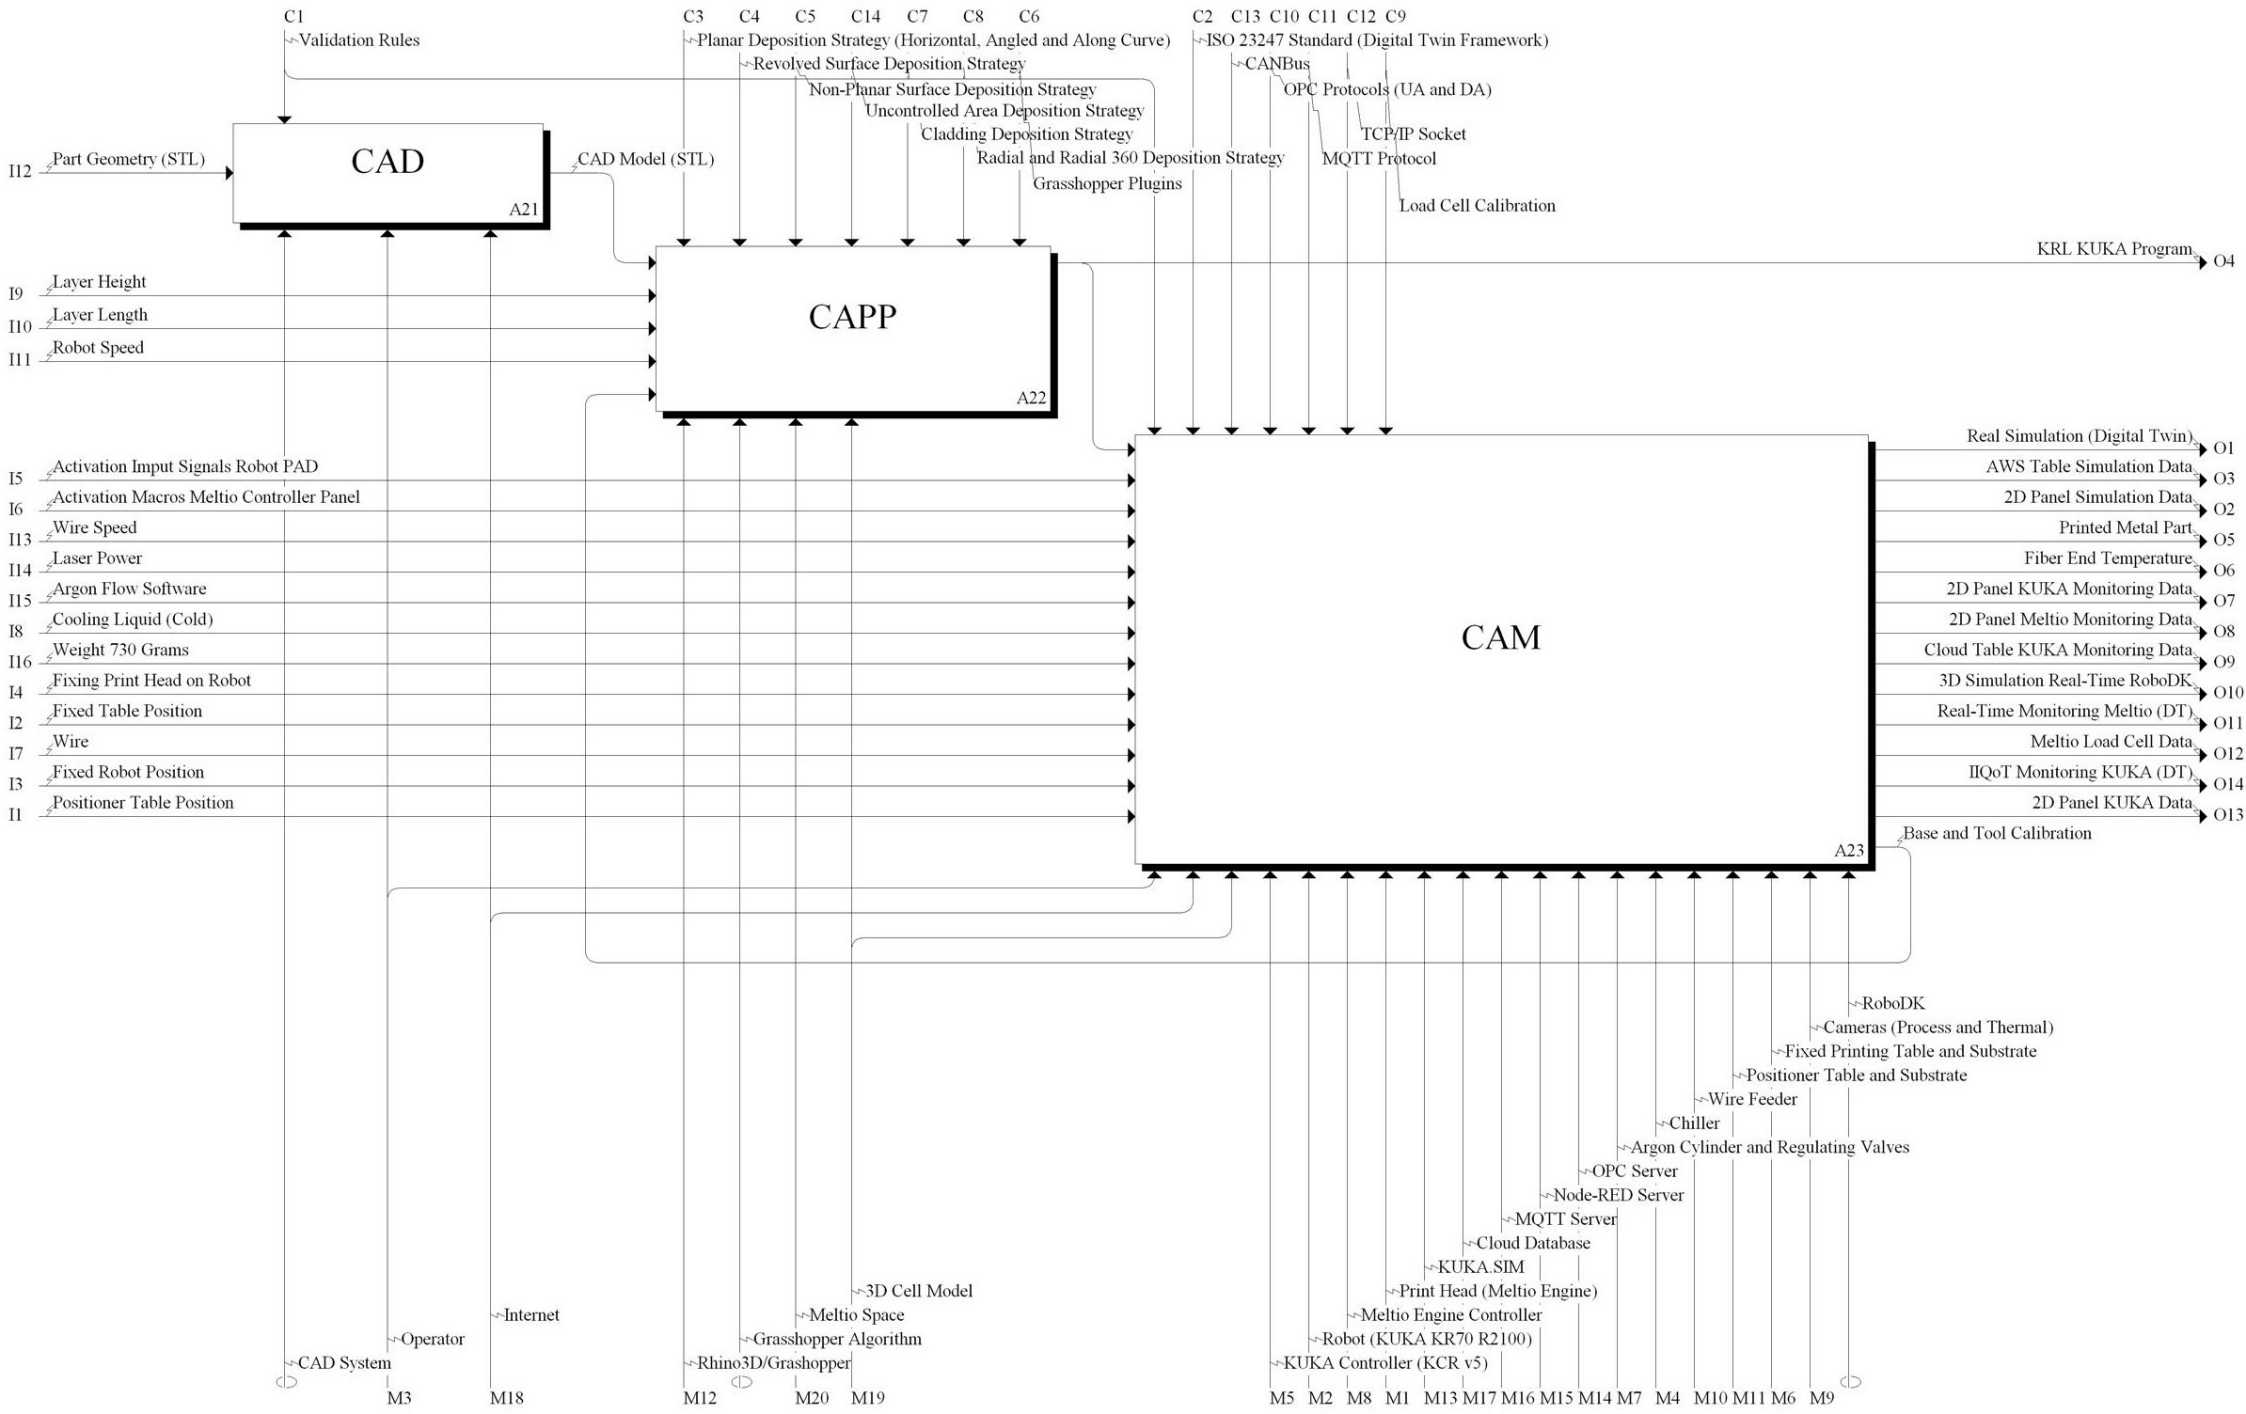 C1 C3 C4 C5 C14 C7 C8 C6 C2 C13 C10 C11 C12 C9
Validation Rules
Planar Deposition Strategy (Horizontal, Angled and Along Curve)
ISO 23247 Standard (Digital Twin Framework)
Revolved Surface Deposition Strategy
CANBus
Non-Planar Surface Deposition Strategy
OPC Protocols (UA and DA)
Uncontrolled Area Deposition Strategy
Cladding Deposition Strategy
TCP/IP Socket
Radial and Radial 360 Deposition Strategy
MQTT Protocol
Grasshopper Plugins
Load Cell Calibration
I12 Part Geometry (STL)
CAD
A21
CAD Model (STL)
KRL KUKA Program O4
I9 Layer Height
I10 Layer Length
I11 Robot Speed
CAPP
A22
I5 Activation Imput Signals Robot PAD
I6 Activation Macros Meltio Controller Panel
I13 Wire Speed
I14 Laser Power
I15 Argon Flow Software
I8 Cooling Liquid (Cold)
I16 Weight 730 Grams
I4 Fixing Print Head on Robot
I2 Fixed Table Position
I7 Wire
I3 Fixed Robot Position
I1 Positioner Table Position
CAM
A23
Real Simulation (Digital Twin) O1
AWS Table Simulation Data O3
2D Panel Simulation Data O2
Printed Metal Part O5
Fiber End Temperature O6
2D Panel KUKA Monitoring Data O7
2D Panel Meltio Monitoring Data O8
Cloud Table KUKA Monitoring Data O9
3D Simulation Real-Time RoboDK O10
Real-Time Monitoring Meltio (DT) O11
Meltio Load Cell Data O12
IIQoT Monitoring KUKA (DT) O14
2D Panel KUKA Data O13
Base and Tool Calibration
RoboDK
Cameras (Process and Thermal)
Fixed Printing Table and Substrate
Positioner Table and Substrate
Wire Feeder
Chiller
Argon Cylinder and Regulating Valves
OPC Server
Node-RED Server
MQTT Server
Cloud Database
KUKA.SIM
3D Cell Model
Print Head (Meltio Engine)
Internet
Meltio Space
Meltio Engine Controller
Operator
Grasshopper Algorithm
Robot (KUKA KR70 R2100)
CAD System
Rhino3D/Grashopper
KUKA Controller (KCR v5)
M3 M18 M12 M20 M19 M5 M2 M8 M1 M13 M17 M16 M15 M14 M7 M4 M10 M11 M6 M9